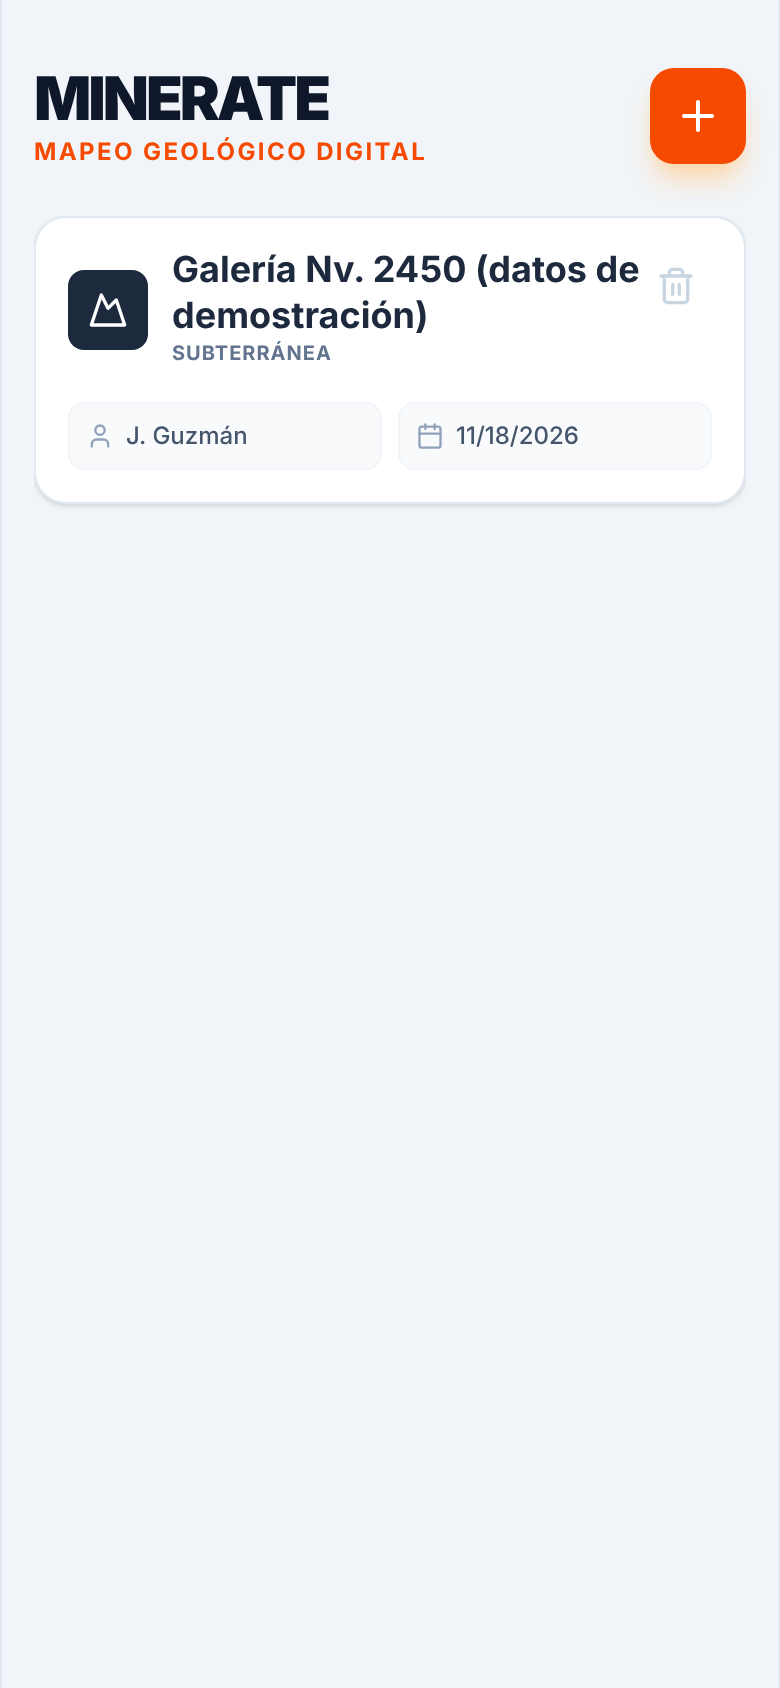 MINERATE
MAPEO GEOLÓGICO DIGITAL
Galería Nv. 2450 (datos de
demostración)
SUBTERRÁNEA
J. Guzmán
11/18/2026